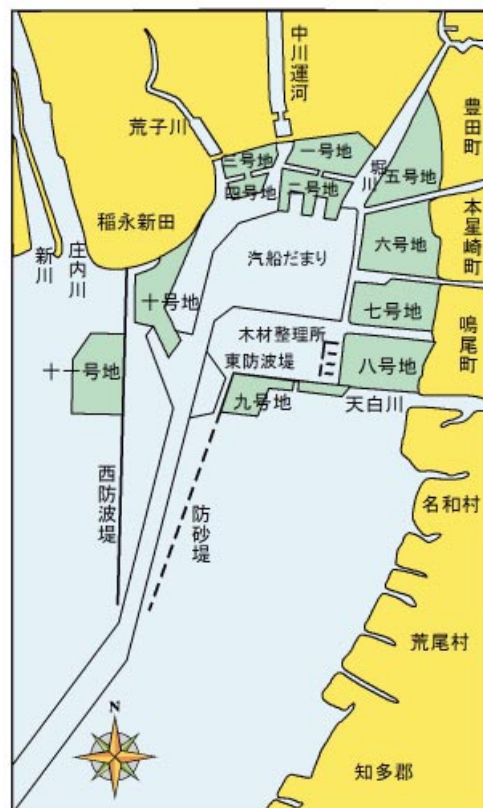 中川運河
荒子川
三号地
一号地
四号地
二号地
堀川
五号地
豊田町
稲永新田
本星崎町
六号地
新川
庄内川
汽船だまり
十号地
七号地
鳴尾町
木材整理所
東防波堤
八号地
十一号地
九号地
天白川
西防波堤
防砂堤
名和村
荒尾村
N
知多郡